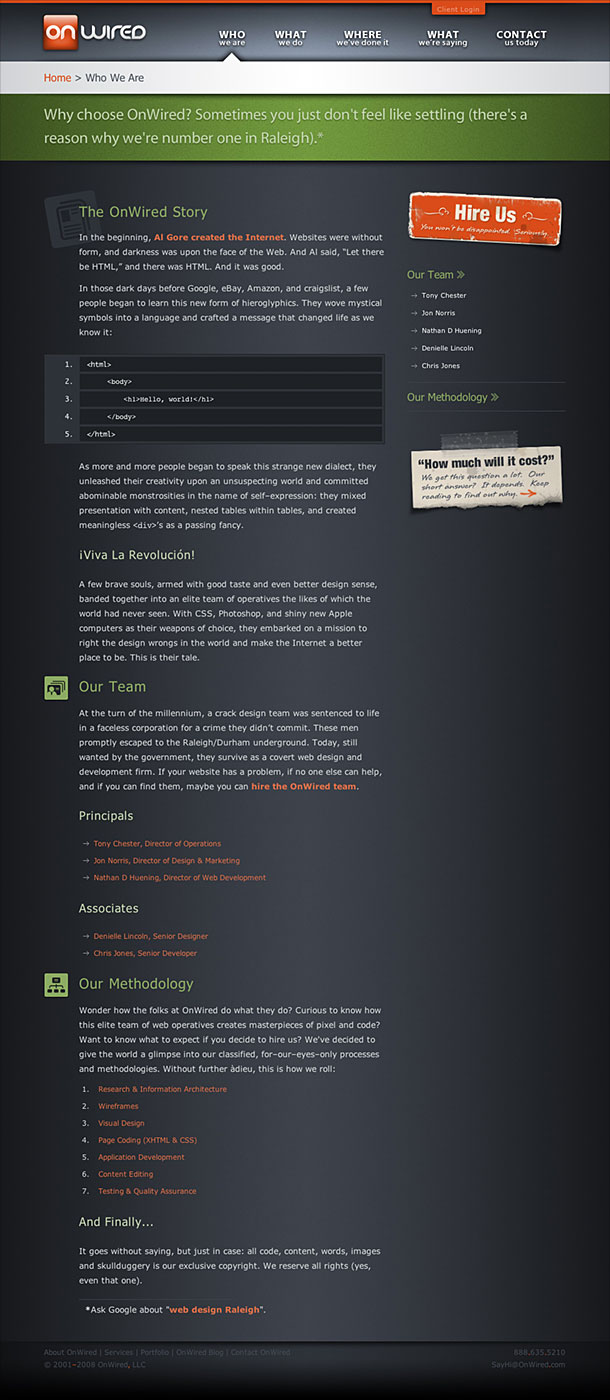 Client Login
on WIRED
WHO
we are
WHAT
we do
WHERE
we've done it
WHAT
we're saying
CONTACT
us today
Home > Who We Are
Why choose OnWired? Sometimes you just don't feel like settling (there's a
reason why we're number one in Raleigh).*
The OnWired Story
In the beginning, Al Gore created the Internet. Websites were without
form, and darkness was upon the face of the Web. And Al said, “Let there
be HTML,” and there was HTML. And it was good.
In those dark days before Google, eBay, Amazon, and craigslist, a few
people began to learn this new form of hieroglyphics. They wove mystical
symbols into a language and crafted a message that changed life as we
know it:
1. <html>
2. <body>
3. <h1>Hello, world!</h1>
4. </body>
5. </html>
As more and more people began to speak this strange new dialect, they
unleashed their creativity upon an unsuspecting world and committed
abominable monstrosities in the name of self-expression: they mixed
presentation with content, nested tables within tables, and created
meaningless <div>'s as a passing fancy.
¡Viva La Revolución!
A few brave souls, armed with good taste and even better design sense,
banded together into an elite team of operatives the likes of which the
world had never seen. With CSS, Photoshop, and shiny new Apple
computers as their weapons of choice, they embarked on a mission to
right the design wrongs in the world and make the Internet a better
place to be. This is their tale.
Our Team
At the turn of the millennium, a crack design team was sentenced to life
in a faceless corporation for a crime they didn't commit. These men
promptly escaped to the Raleigh/Durham underground. Today, still
wanted by the government, they survive as a covert web design and
development firm. If your website has a problem, if no one else can help,
and if you can find them, maybe you can hire the OnWired team.
Principals
→ Tony Chester, Director of Operations
→ Jon Norris, Director of Design & Marketing
→ Nathan D Huening, Director of Web Development
Associates
→ Denielle Lincoln, Senior Designer
→ Chris Jones, Senior Developer
Our Methodology
Wonder how the folks at OnWired do what they do? Curious to know how
this elite team of web operatives creates masterpieces of pixel and code?
Want to know what to expect if you decide to hire us? We've decided to
give the world a glimpse into our classified, for-our-eyes-only processes
and methodologies. Without further àdieu, this is how we roll:
1. Research & Information Architecture
2. Wireframes
3. Visual Design
4. Page Coding (XHTML & CSS)
5. Application Development
6. Content Editing
7. Testing & Quality Assurance
And Finally...
It goes without saying, but just in case: all code, content, words, images
and skullduggery is our exclusive copyright. We reserve all rights (yes,
even that one).
*Ask Google about "web design Raleigh".
Hire Us
You won't be disappointed. Seriously.
Our Team »
→ Tony Chester
→ Jon Norris
→ Nathan D Huening
→ Denielle Lincoln
→ Chris Jones
Our Methodology »
“How much will it cost?”
We get this question a lot. Our
short answer? It depends. Keep
reading to find out why. →
About OnWired | Services | Portfolio | OnWired Blog | Contact OnWired
© 2001-2008 OnWired, LLC
888.635.5210
SayHi@OnWired.com